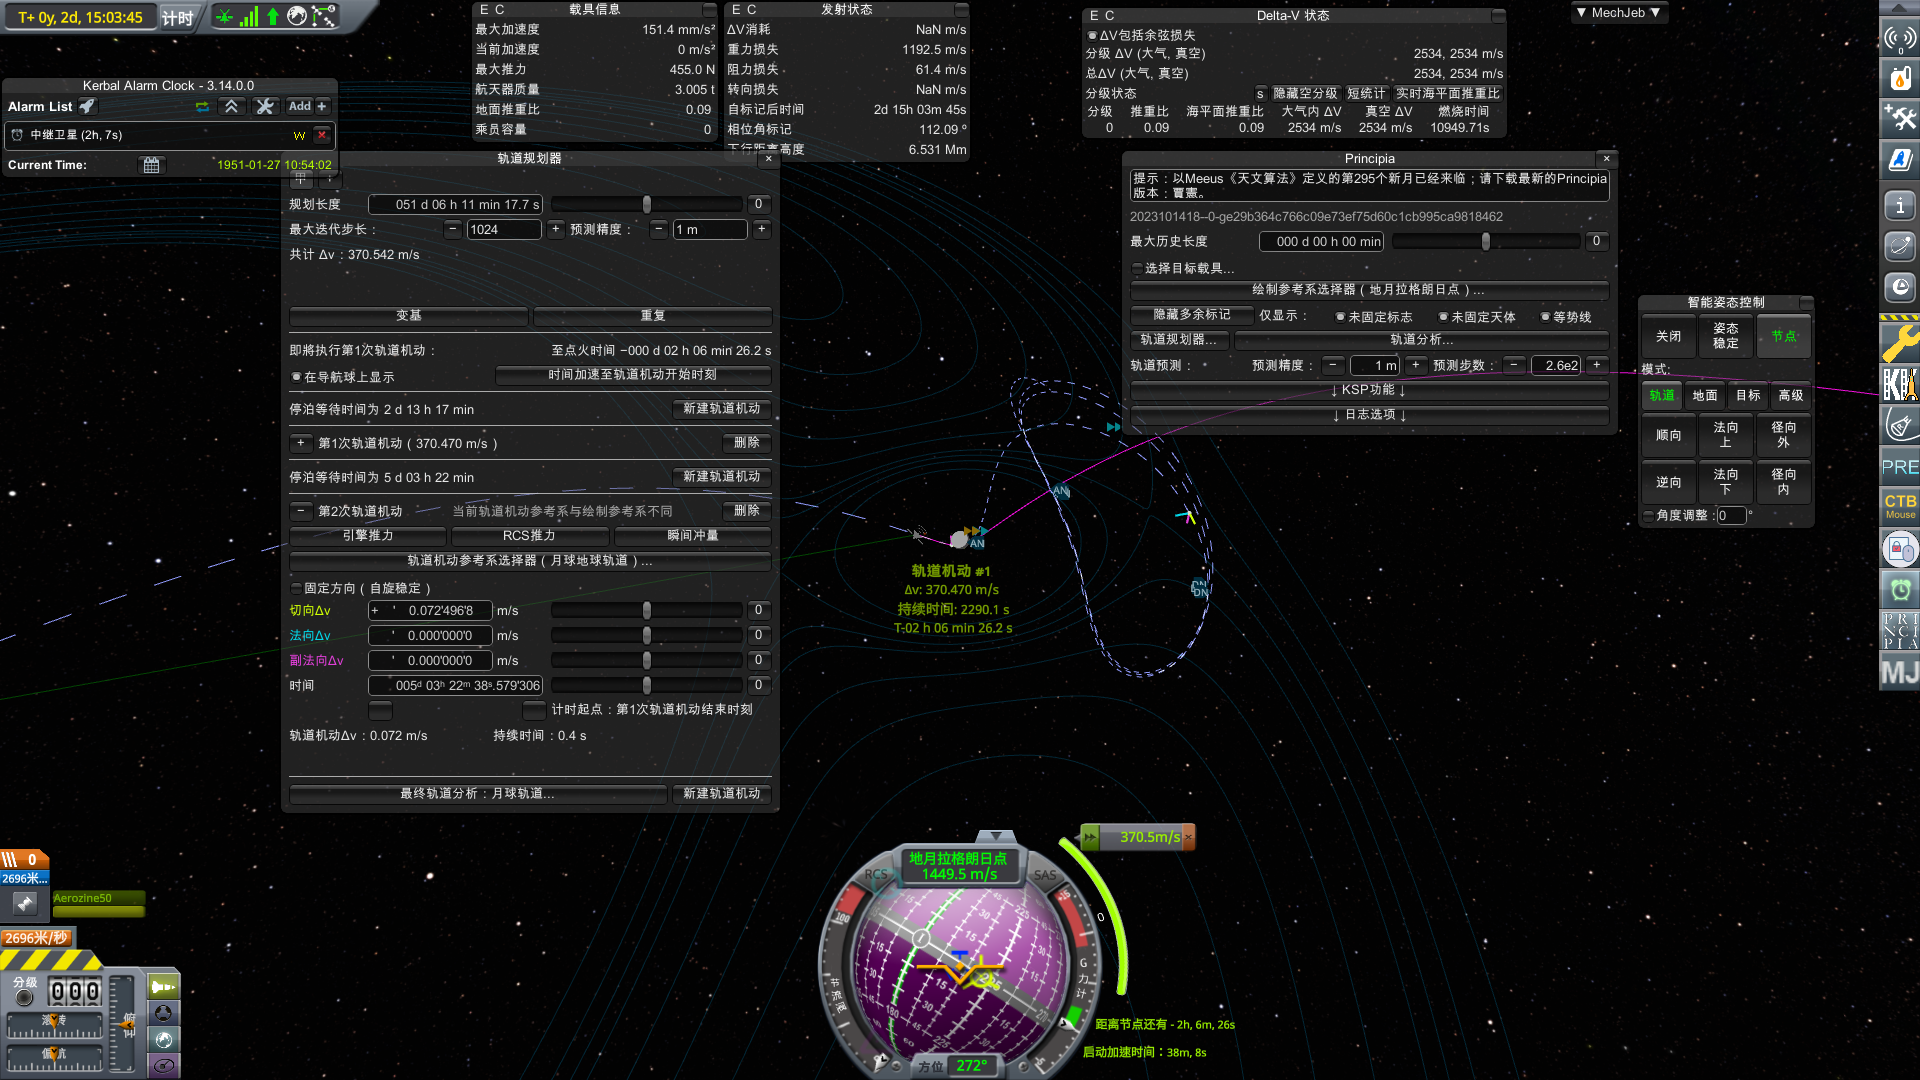 T+ 0y, 2d, 15:03:45
计时
Kerbal Alarm Clock - 3.14.0.0
Alarm List
Add +
中继卫星 (2h, 7s)
W
Current Time:
1951-01-27 10:54:02
E C 载具信息
最大加速度 151.4 mm/s²
当前加速度 0 m/s²
最大推力 455.0 N
航天器质量 3.005 t
地面推重比 0.09
乘员容量 0
E C 发射状态
ΔV消耗 NaN m/s
重力损失 1192.5 m/s
阻力损失 61.4 m/s
转向损失 NaN m/s
自标记后时间 2d 15h 03m 45s
相位角标记 112.09 °
下行距离高度 6.531 Mm
E C Delta-V 状态
ΔV包括余弦损失
分级 ΔV (大气, 真空) 2534, 2534 m/s
总ΔV (大气, 真空) 2534, 2534 m/s
分级状态 s 隐藏空分级 短统计 实时海平面推重比
分级 推重比 海平面推重比 大气内 ΔV 真空 ΔV 燃烧时间
0 0.09 0.09 2534 m/s 2534 m/s 10949.71s
▼ MechJeb ▼
轨道规划器 ×
规划长度 051 d 06 h 11 min 17.7 s 0
最大迭代步长： − 1024 + 预测精度： − 1 m +
共计 Δv：370.542 m/s
变基 重复
即将执行第1次轨道机动： 至点火时间 −000 d 02 h 06 min 26.2 s
在导航球上显示 时间加速至轨道机动开始时刻
停泊等待时间为 2 d 13 h 17 min 新建轨道机动
+ 第1次轨道机动 ( 370.470 m/s ) 删除
停泊等待时间为 5 d 03 h 22 min 新建轨道机动
− 第2次轨道机动 当前轨道机动参考系与绘制参考系不同 删除
引擎推力 RCS推力 瞬间冲量
轨道机动参考系选择器 ( 月球地球轨道 ) ...
固定方向 ( 自旋稳定 )
切向Δv + ' 0.072'496'8 m/s 0
法向Δv ' 0.000'000'0 m/s 0
副法向Δv ' 0.000'000'0 m/s 0
时间 005ᵈ 03ʰ 22ᵐ 38ˢ.579'306 0
计时起点：第1次轨道机动结束时刻
轨道机动Δv：0.072 m/s 持续时间：0.4 s
最终轨道分析：月球轨道... 新建轨道机动
Principia ×
提示：以Meeus《天文算法》定义的第295个新月已经来临；请下载最新的Principia
版本：賈憲。
2023101418--0-ge29b364c766c09e73ef75d60c1cb995ca9818462
最大历史长度 000 d 00 h 00 min 0
选择目标载具...
绘制参考系选择器 ( 地月拉格朗日点 ) ...
隐藏多余标记 仅显示： 未固定标志 未固定天体 等势线
轨道规划器... 轨道分析...
轨道预测： 预测精度： − 1 m + 预测步数： − 2.6e2 +
↓ KSP功能 ↓
↓ 日志选项 ↓
智能姿态控制
关闭 姿态稳定 节点
模式:
轨道 地面 目标 高级
顺向 法向上 径向外
逆向 法向下 径向内
角度调整： 0 °
0
PRE
CTB
Mouse
PRI
NCI
PIA
MJ
AN
AN
DN
DN
轨道机动 #1
Δv: 370.470 m/s
持续时间: 2290.1 s
T-02 h 06 min 26.2 s
370.5m/s
地月拉格朗日点
1449.5 m/s
RCS
SAS
100
0
G力计
节流阀
方位 272°
距离节点还有 - 2h, 6m, 26s
启动加速时间：38m, 8s
0
2696米...
Aerozine50
2696米/秒
分级
000
滚转
偏航
俯仰